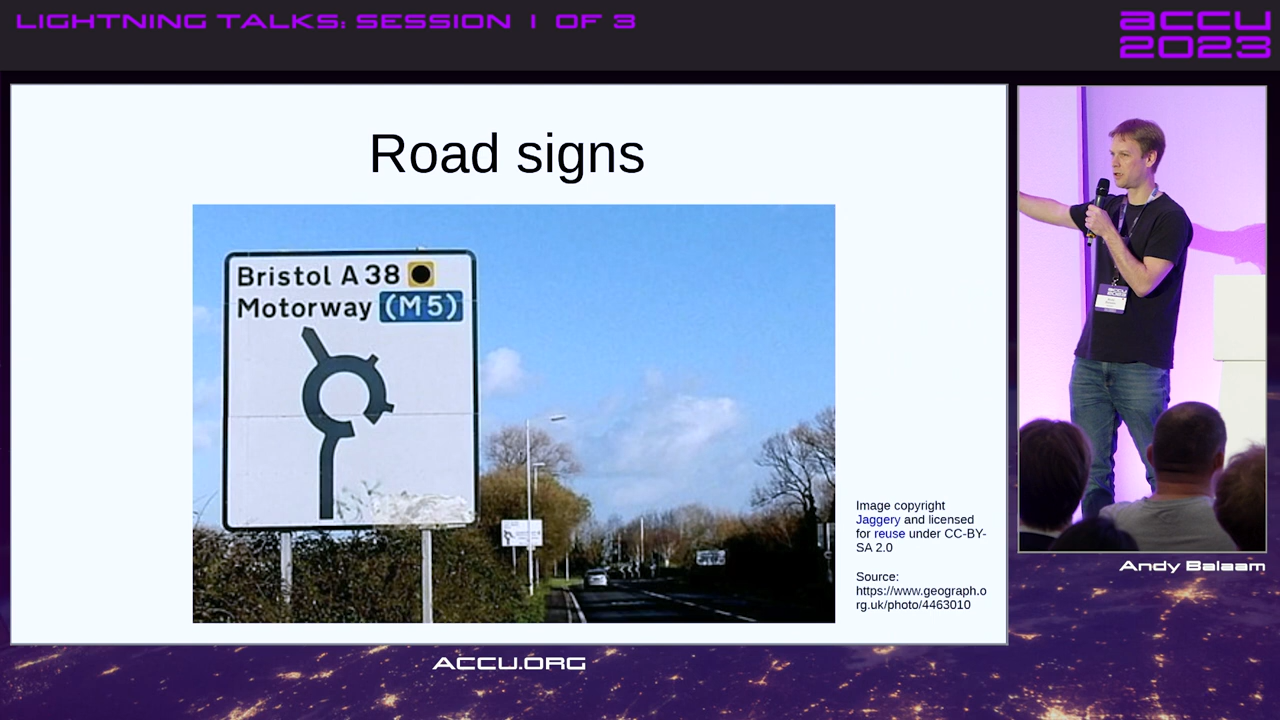 LIGHTNING TALKS: SESSION 1 OF 3
accu
2023
Road signs
Bristol A38
Motorway (M5)
Image copyright
Jaggery and licensed
for reuse under CC-BY-
SA 2.0
Source:
https://www.geograph.o
rg.uk/photo/4463010
Andy Balaam
ACCU.ORG